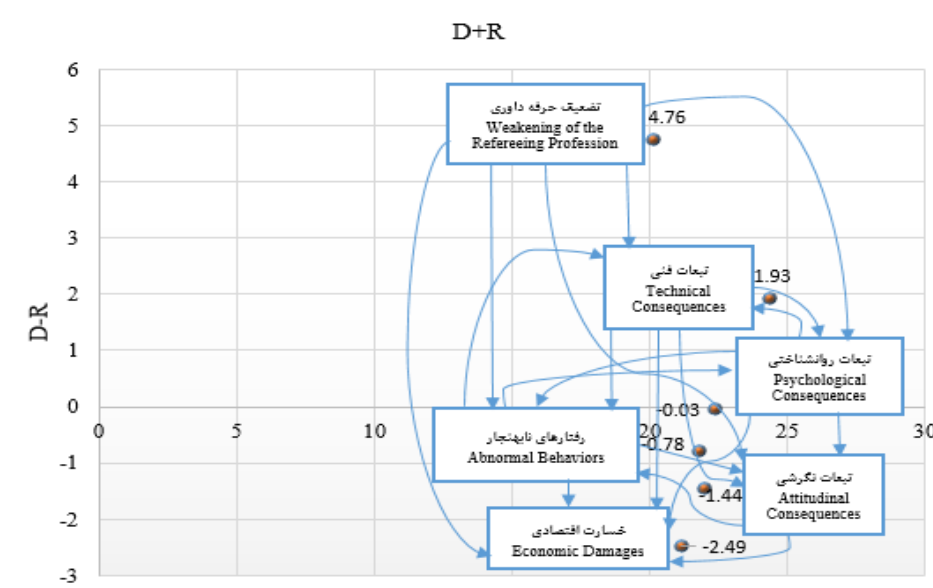 D+R
6
5
4
3
2
1
0
-1
-2
-3
D-R
0
5
10
20
25
30
تضعیف حرفه داوری
Weakening of the
Refereeing Profession
4.76
تبعات فنی
Technical
Consequences
1.93
تبعات روانشناختی
Psychological
Consequences
-0.03
رفتارهای نابهنجار
Abnormal Behaviors
-0.78
تبعات نگرشی
Attitudinal
Consequences
-1.44
خسارت اقتصادی
Economic Damages
-2.49